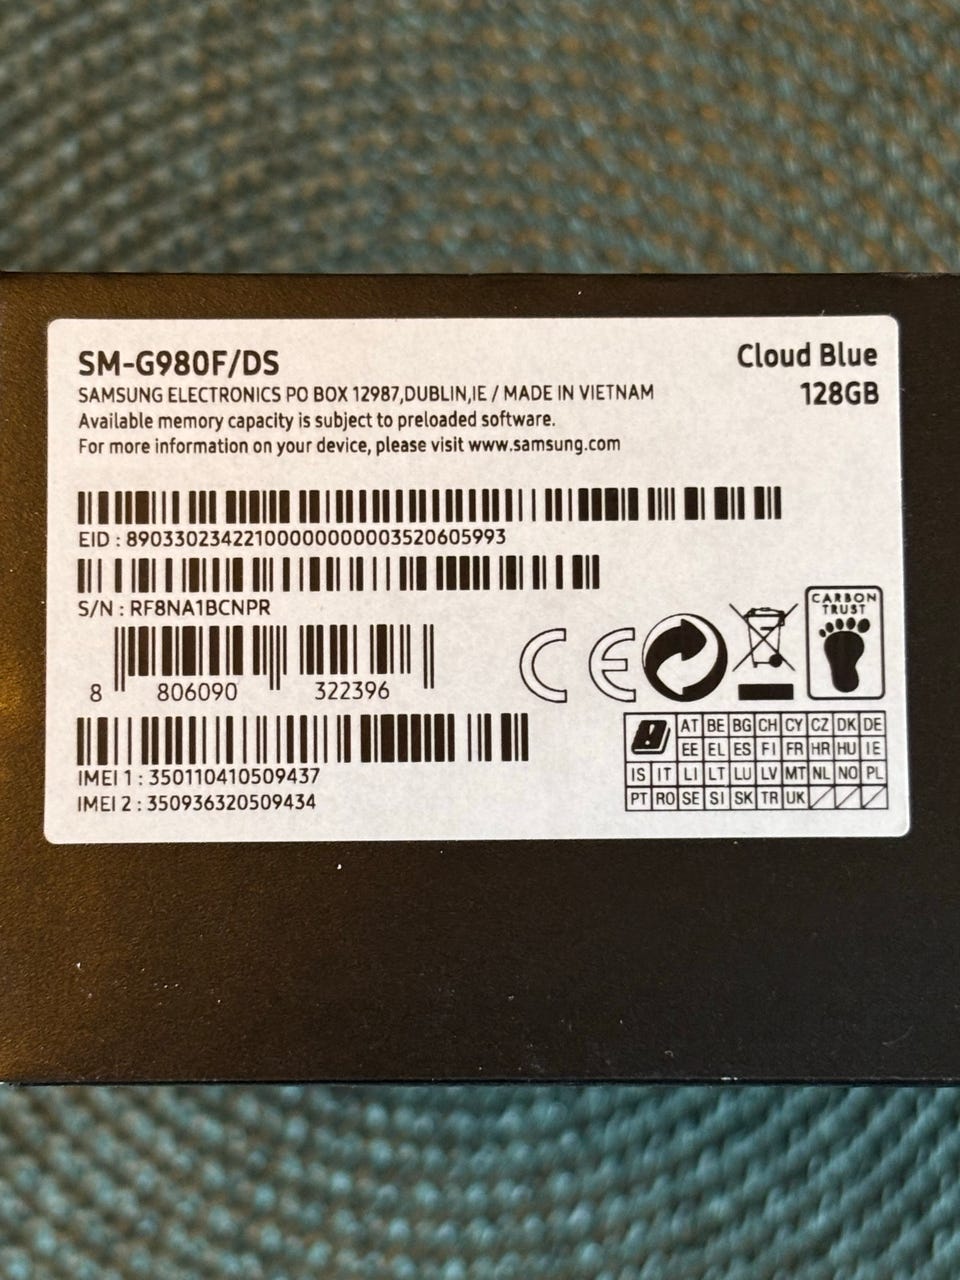 SM-G980F/DS
Cloud Blue
128GB
SAMSUNG ELECTRONICS PO BOX 12987,DUBLIN,IE / MADE IN VIETNAM
Available memory capacity is subject to preloaded software.
For more information on your device, please visit www.samsung.com
EID : 89033023422100000000003520605993
S/N : RF8NA1BCNPR
8 806090 322396
CE
CARBON
TRUST
IMEI 1 : 350110410509437
IMEI 2 : 350936320509434
! AT BE BG CH CY CZ DK DE
EE EL ES FI FR HR HU IE
IS IT LI LT LU LV MT NL NO PL
PT RO SE SI SK TR UK